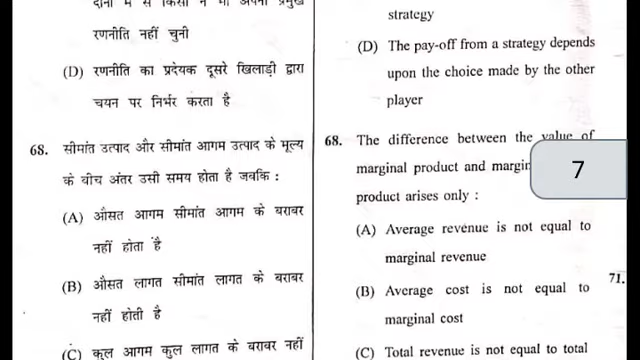 दोनों में से किसी ने भी अपनी प्रमुख
रणनीति नहीं चुनी
(D) रणनीति का प्रदेयक दूसरे खिलाड़ी द्वारा
चयन पर निर्भर करता है
68. सीमांत उत्पाद और सीमांत आगम उत्पाद के मूल्य
के बीच अंतर उसी समय होता है जबकि :
(A) औसत आगम सीमांत आगम के बराबर
नहीं होता है
(B) औसत लागत सीमांत लागत के बराबर
नहीं होती है
(C) कुल आगम कुल लागत के बराबर नहीं
strategy
(D) The pay-off from a strategy depends
upon the choice made by the other
player
68. The difference between the value of
marginal product and
product arises only :
(A) Average revenue is not equal to
marginal revenue
(B) Average cost is not equal to
marginal cost
(C) Total revenue is not equal to total
7
71.